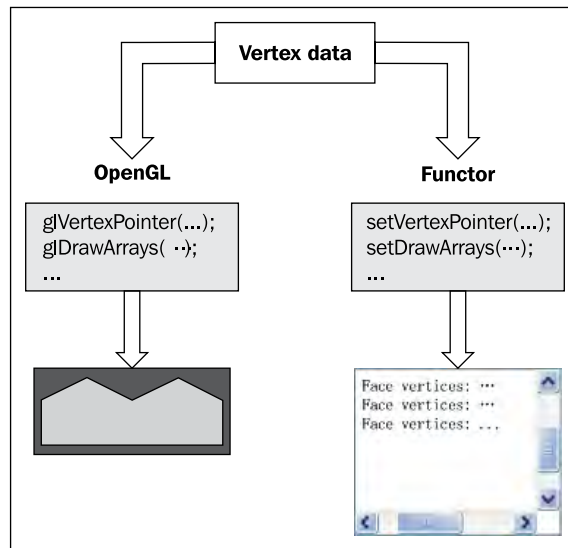 Vertex data
OpenGL
Functor
glVertexPointer(...);
glDrawArrays( ...);
...
setVertexPointer(...);
setDrawArrays(...);
...
Face vertices: ...
Face vertices: ...
Face vertices: ...